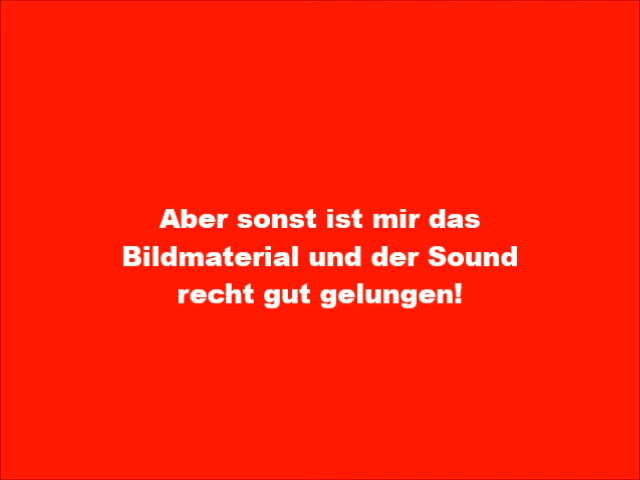 Aber sonst ist mir das
Bildmaterial und der Sound
recht gut gelungen!